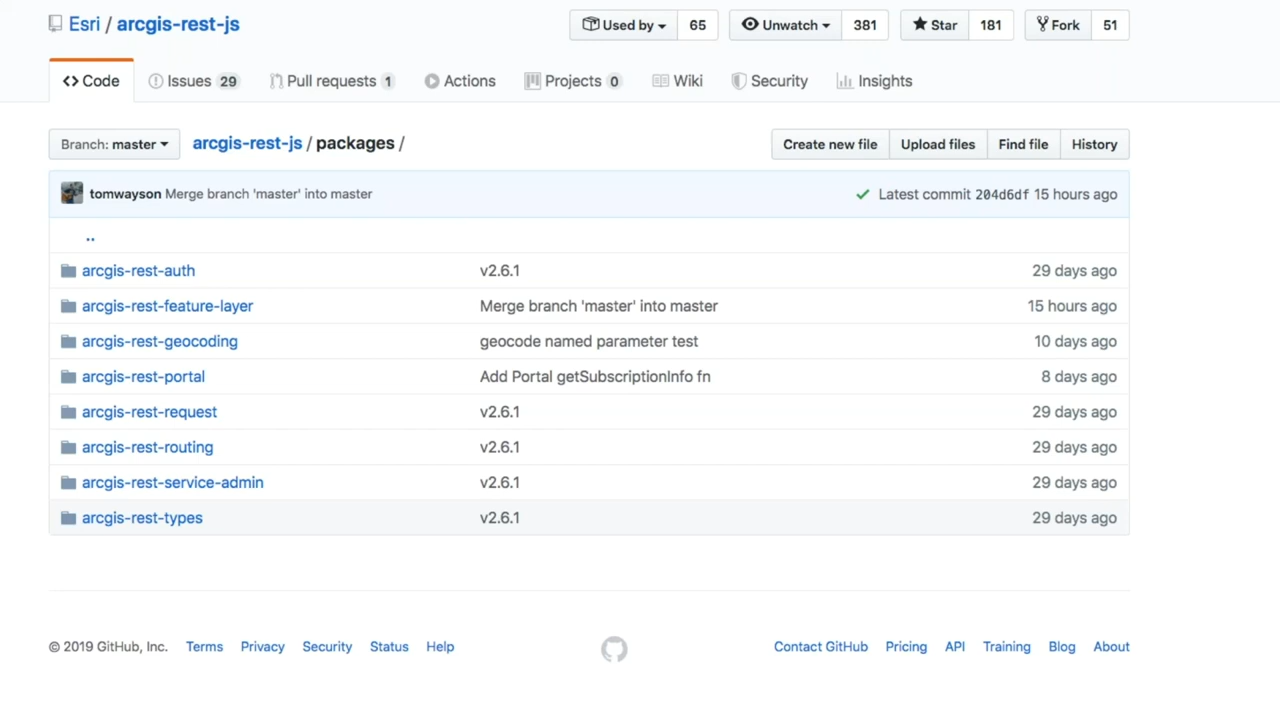 Esri / arcgis-rest-js
Used by 65 Unwatch 381 Star 181 Fork 51
Code Issues 29 Pull requests 1 Actions Projects 0 Wiki Security Insights
Branch: master arcgis-rest-js / packages / Create new file Upload files Find file History
tomwayson Merge branch 'master' into master Latest commit 204d6df 15 hours ago
..
arcgis-rest-auth v2.6.1 29 days ago
arcgis-rest-feature-layer Merge branch 'master' into master 15 hours ago
arcgis-rest-geocoding geocode named parameter test 10 days ago
arcgis-rest-portal Add Portal getSubscriptionInfo fn 8 days ago
arcgis-rest-request v2.6.1 29 days ago
arcgis-rest-routing v2.6.1 29 days ago
arcgis-rest-service-admin v2.6.1 29 days ago
arcgis-rest-types v2.6.1 29 days ago
© 2019 GitHub, Inc. Terms Privacy Security Status Help Contact GitHub Pricing API Training Blog About